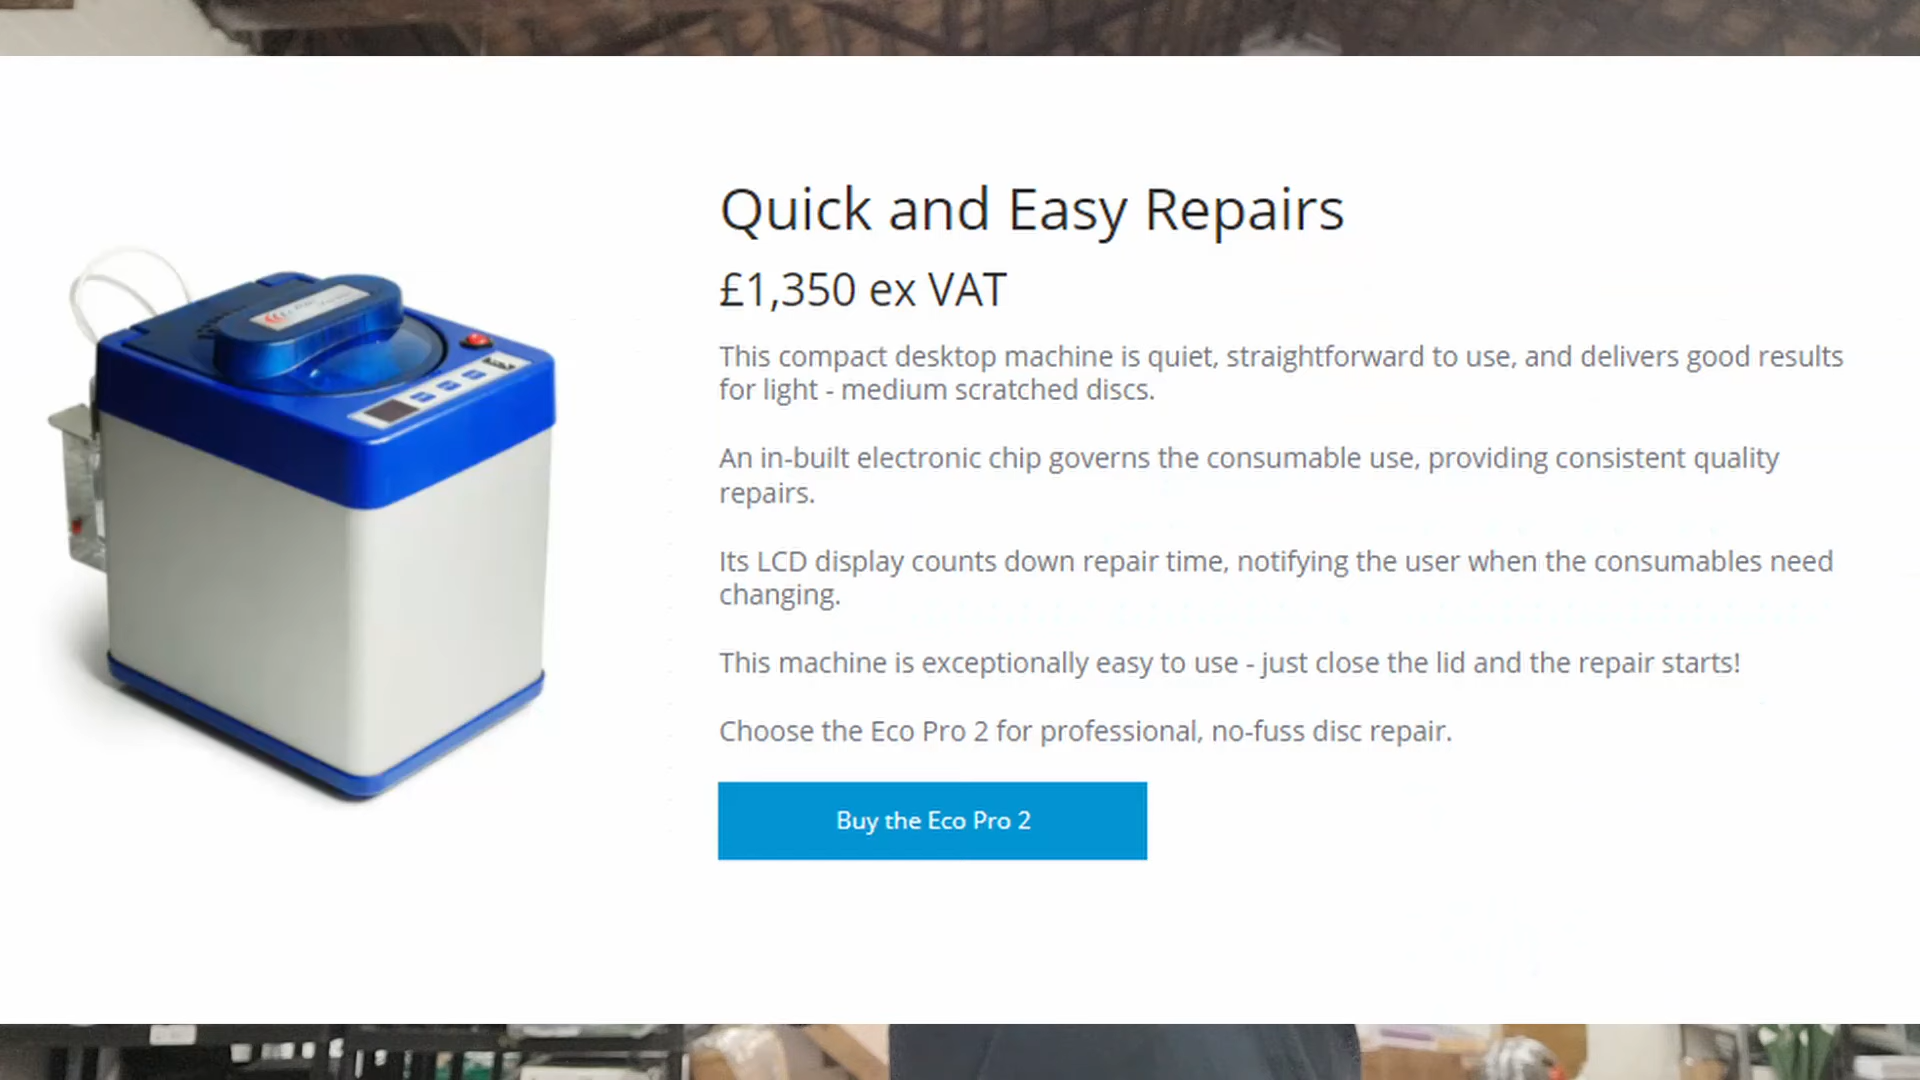 Quick and Easy Repairs
£1,350 ex VAT
This compact desktop machine is quiet, straightforward to use, and delivers good results
for light - medium scratched discs.
An in-built electronic chip governs the consumable use, providing consistent quality
repairs.
Its LCD display counts down repair time, notifying the user when the consumables need
changing.
This machine is exceptionally easy to use - just close the lid and the repair starts!
Choose the Eco Pro 2 for professional, no-fuss disc repair.
Buy the Eco Pro 2